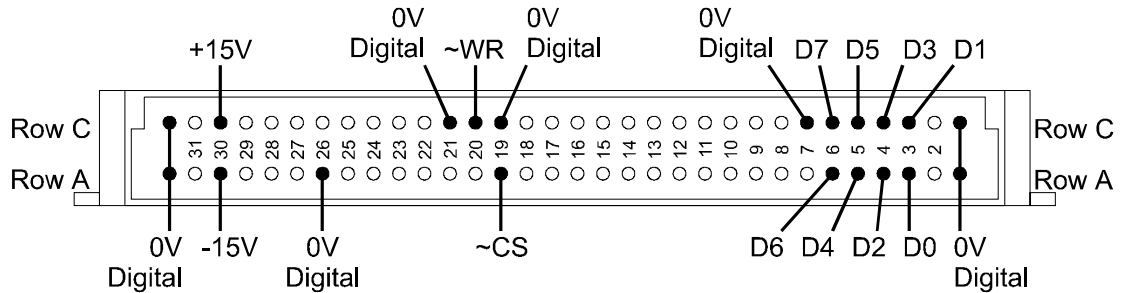 0V 0V 0V
+15V Digital ~WR Digital Digital D7 D5 D3 D1
Row C Row C
31 30 29 28 27 26 25 24 23 22 21 20 19 18 17 16 15 14 13 12 11 10 9 8 7 6 5 4 3 2
Row A Row A
0V -15V 0V ~CS D6 D4 D2 D0 0V
Digital Digital Digital